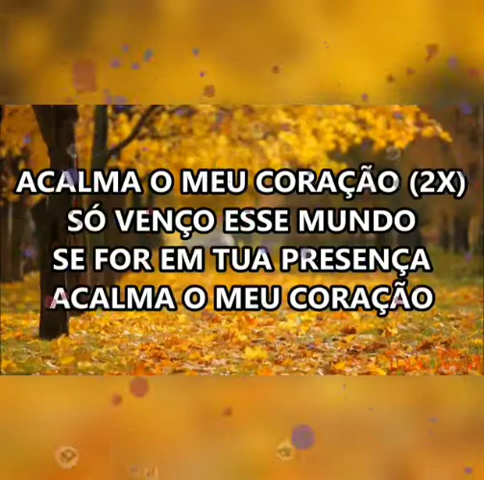 ACALMA O MEU CORAÇÃO (2X)
SÓ VENÇO ESSE MUNDO
SE FOR EM TUA PRESENÇA
ACALMA O MEU CORAÇÃO